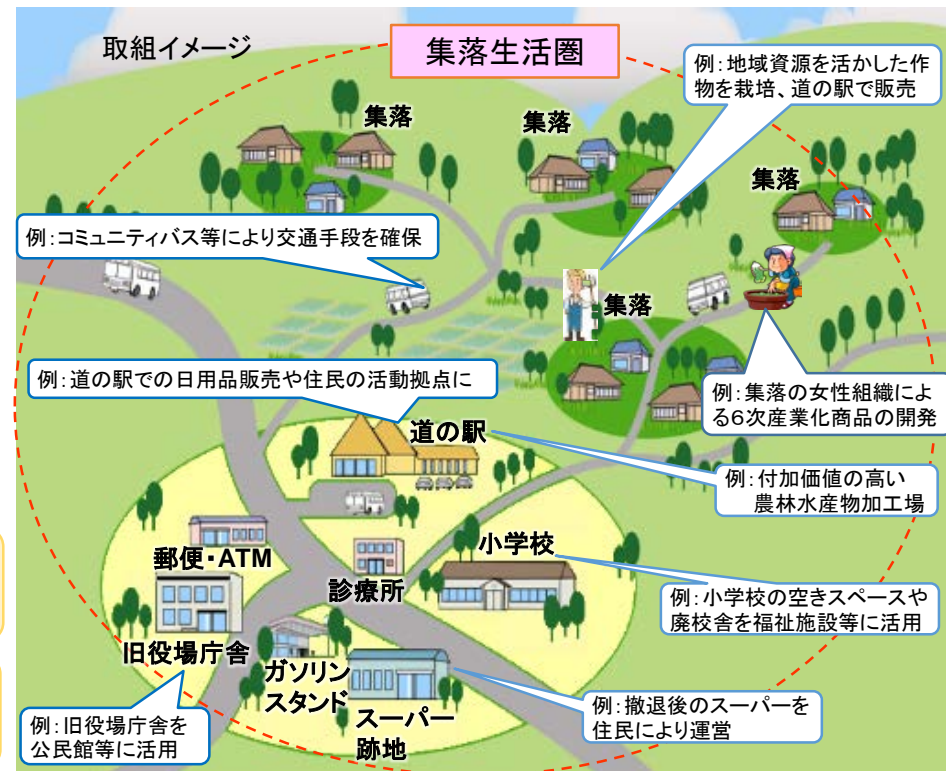 取組イメージ
集落生活圏
例：地域資源を活かした作
物を栽培、道の駅で販売
集落
集落
集落
例：コミュニティバス等により交通手段を確保
集落
例：道の駅での日用品販売や住民の活動拠点に
例：集落の女性組織によ
る６次産業化商品の開発
道の駅
例：付加価値の高い
農林水産物加工場
郵便・ATM
小学校
診療所
例：小学校の空きスペースや
廃校舎を福祉施設等に活用
旧役場庁舎
ガソリン
スタンド
スーパー
跡地
例：撤退後のスーパーを
住民により運営
例：旧役場庁舎を
公民館等に活用